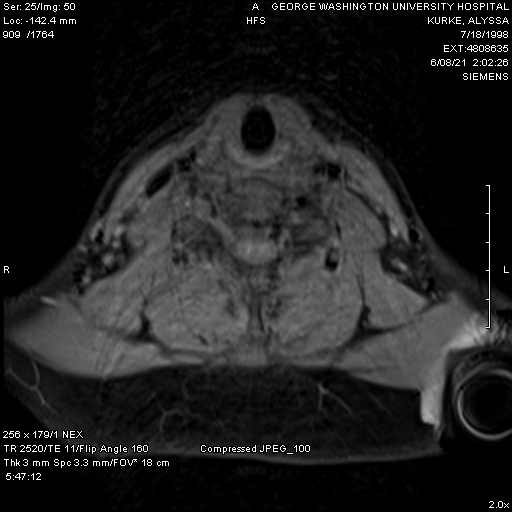 Ser: 25/Img: 50
Loc: -142.4 mm
909 /1764
A
HFS
GEORGE WASHINGTON UNIVERSITY HOSPITAL
KURKE, ALYSSA
7/18/1998
EXT:4808635
6/08/21 2:02:26
SIEMENS
R
L
256 x 179/1 NEX
TR 2520/TE 11/Flip Angle 160
Thk 3 mm Spc 3.3 mm/FOV* 18 cm
5:47:12
Compressed JPEG_100
2.0x